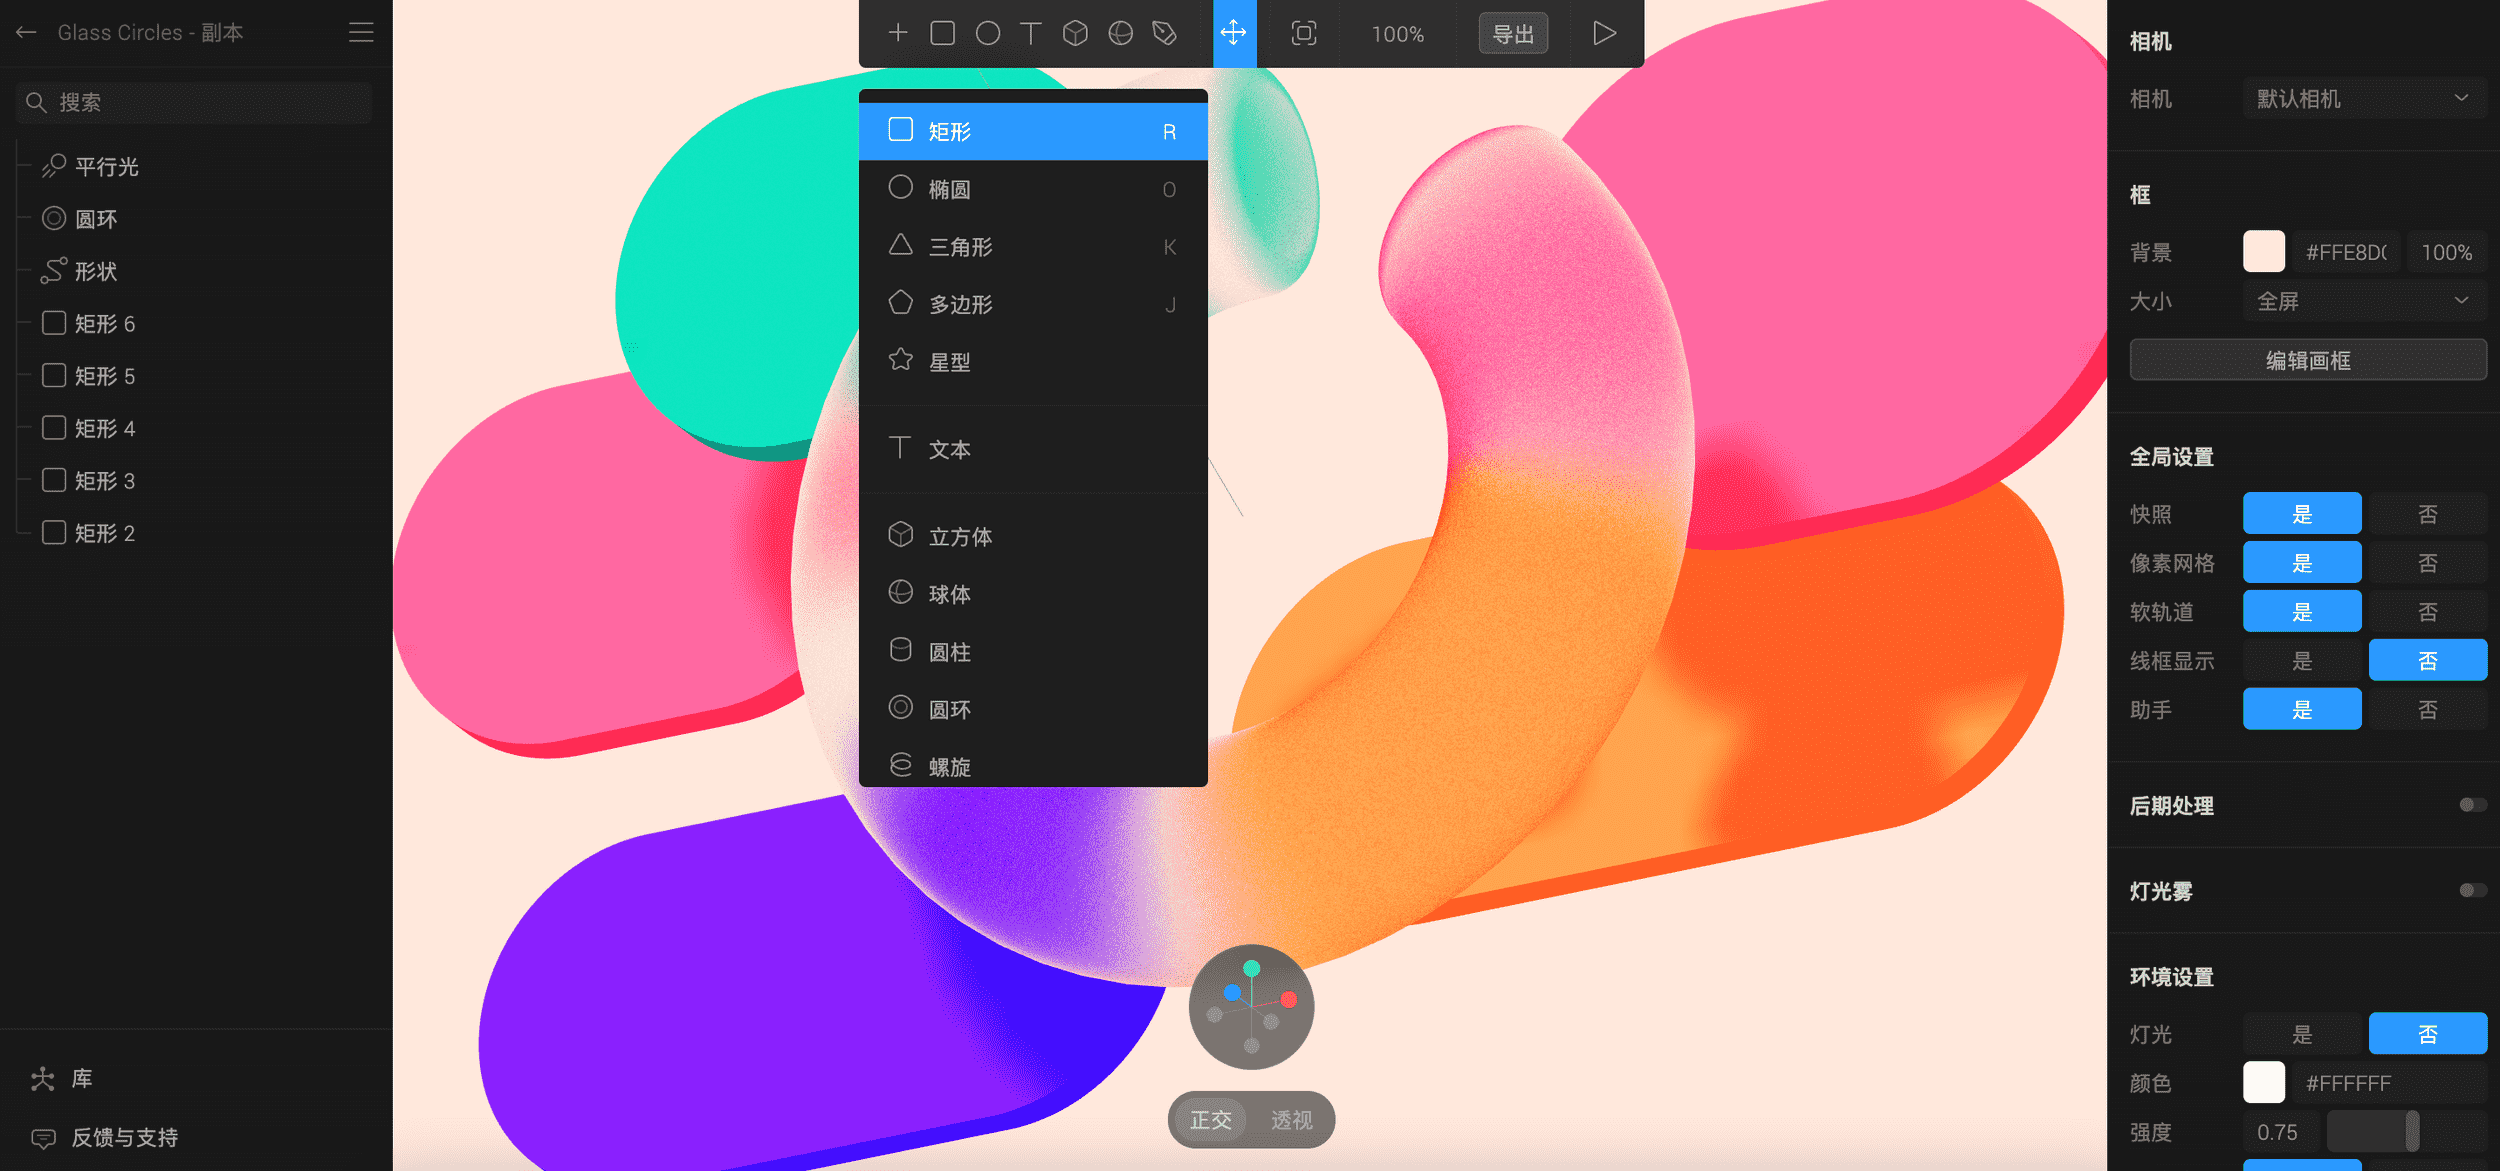 Glass Circles - 副本
搜索
平行光
圆环
形状
矩形 6
矩形 5
矩形 4
矩形 3
矩形 2
库
反馈与支持
100%
导出
矩形 R
椭圆 O
三角形 K
多边形 J
星型
文本
立方体
球体
圆柱
圆环
螺旋
正交 透视
相机
相机 默认相机
框
背景 #FFE8D 100%
大小 全屏
编辑画框
全局设置
快照 是 否
像素网格 是 否
软轨道 是 否
线框显示 是 否
助手 是 否
后期处理
灯光雾
环境设置
灯光 是 否
颜色 #FFFFFF
强度 0.75